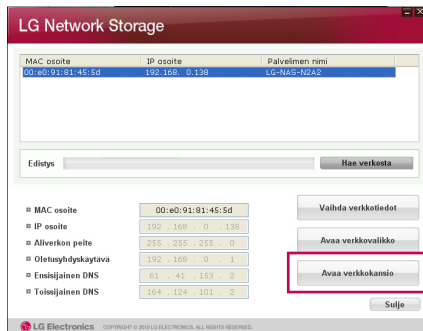 LG Network Storage
MAC osoite IP osoite Palvelimen nimi
00:e0:91:81:45:5d 192.168. 0.138 LG-NAS-N2A2
Edistys Hae verkosta
MAC osoite 00:e0:91:81:45:5d
IP osoite 192 . 168 . 0 . 138
Aliverkon peite 255 . 255 . 255 . 0
Oletusyhdyskäytävä 192 . 168 . 0 . 1
Ensisijainen DNS 61 . 41 . 153 . 2
Toissijainen DNS 164 . 124 . 101 . 2
Vaihda verkkotiedot
Avaa verkkovalikko
Avaa verkkokansio
Sulje
LG Electronics COPYRIGHT © 2010 LG ELECTRONICS. ALL RIGHTS RESERVED.